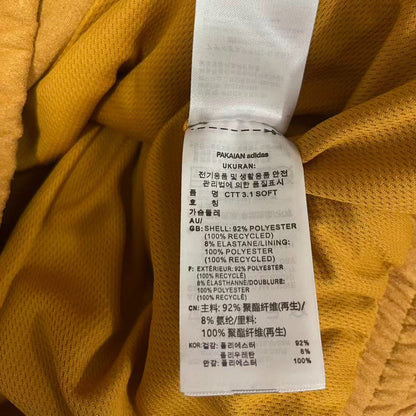 PAKAIAN adidas
UKURAN:
전기용품 및 생활용품 안전
관리법에 의한 품질표시
품 명 CTT 3.1 SOFT
호 칭
가슴둘레
AU/
GB: SHELL: 92% POLYESTER
(100% RECYCLED)
8% ELASTANE/LINING:
100% POLYESTER
(100% RECYCLED)
F: EXTÉRIEUR: 92% POLYESTER
(100% RECYCLÉ)
8% ÉLASTHANNE/DOUBLURE:
100% POLYESTER
(100% RECYCLÉ)
CN: 主料: 92% 聚酯纤维(再生)/
8% 氨纶/里料:
100% 聚酯纤维(再生)
KOR: 겉감: 폴리에스터 92%
폴리우레탄 8%
안감: 폴리에스터 100%